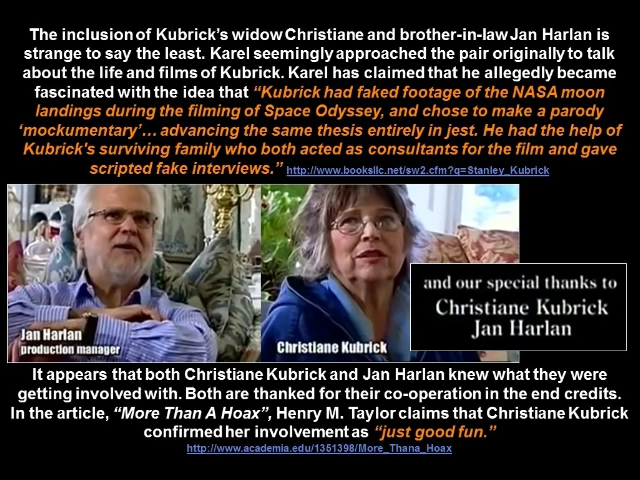 The inclusion of Kubrick’s widow Christiane and brother-in-law Jan Harlan is
strange to say the least. Karel seemingly approached the pair originally to talk
about the life and films of Kubrick. Karel has claimed that he allegedly became
fascinated with the idea that “Kubrick had faked footage of the NASA moon
landings during the filming of Space Odyssey, and chose to make a parody
‘mockumentary’… advancing the same thesis entirely in jest. He had the help of
Kubrick's surviving family who both acted as consultants for the film and gave
scripted fake interviews.” http://www.booksllc.net/sw2.cfm?q=Stanley_Kubrick
Jan Harlan
production manager
Christiane Kubrick
and our special thanks to
Christiane Kubrick
Jan Harlan
It appears that both Christiane Kubrick and Jan Harlan knew what they were
getting involved with. Both are thanked for their co-operation in the end credits.
In the article, “More Than A Hoax”, Henry M. Taylor claims that Christiane Kubrick
confirmed her involvement as “just good fun.”
http://www.academia.edu/1351398/More_Thana_Hoax